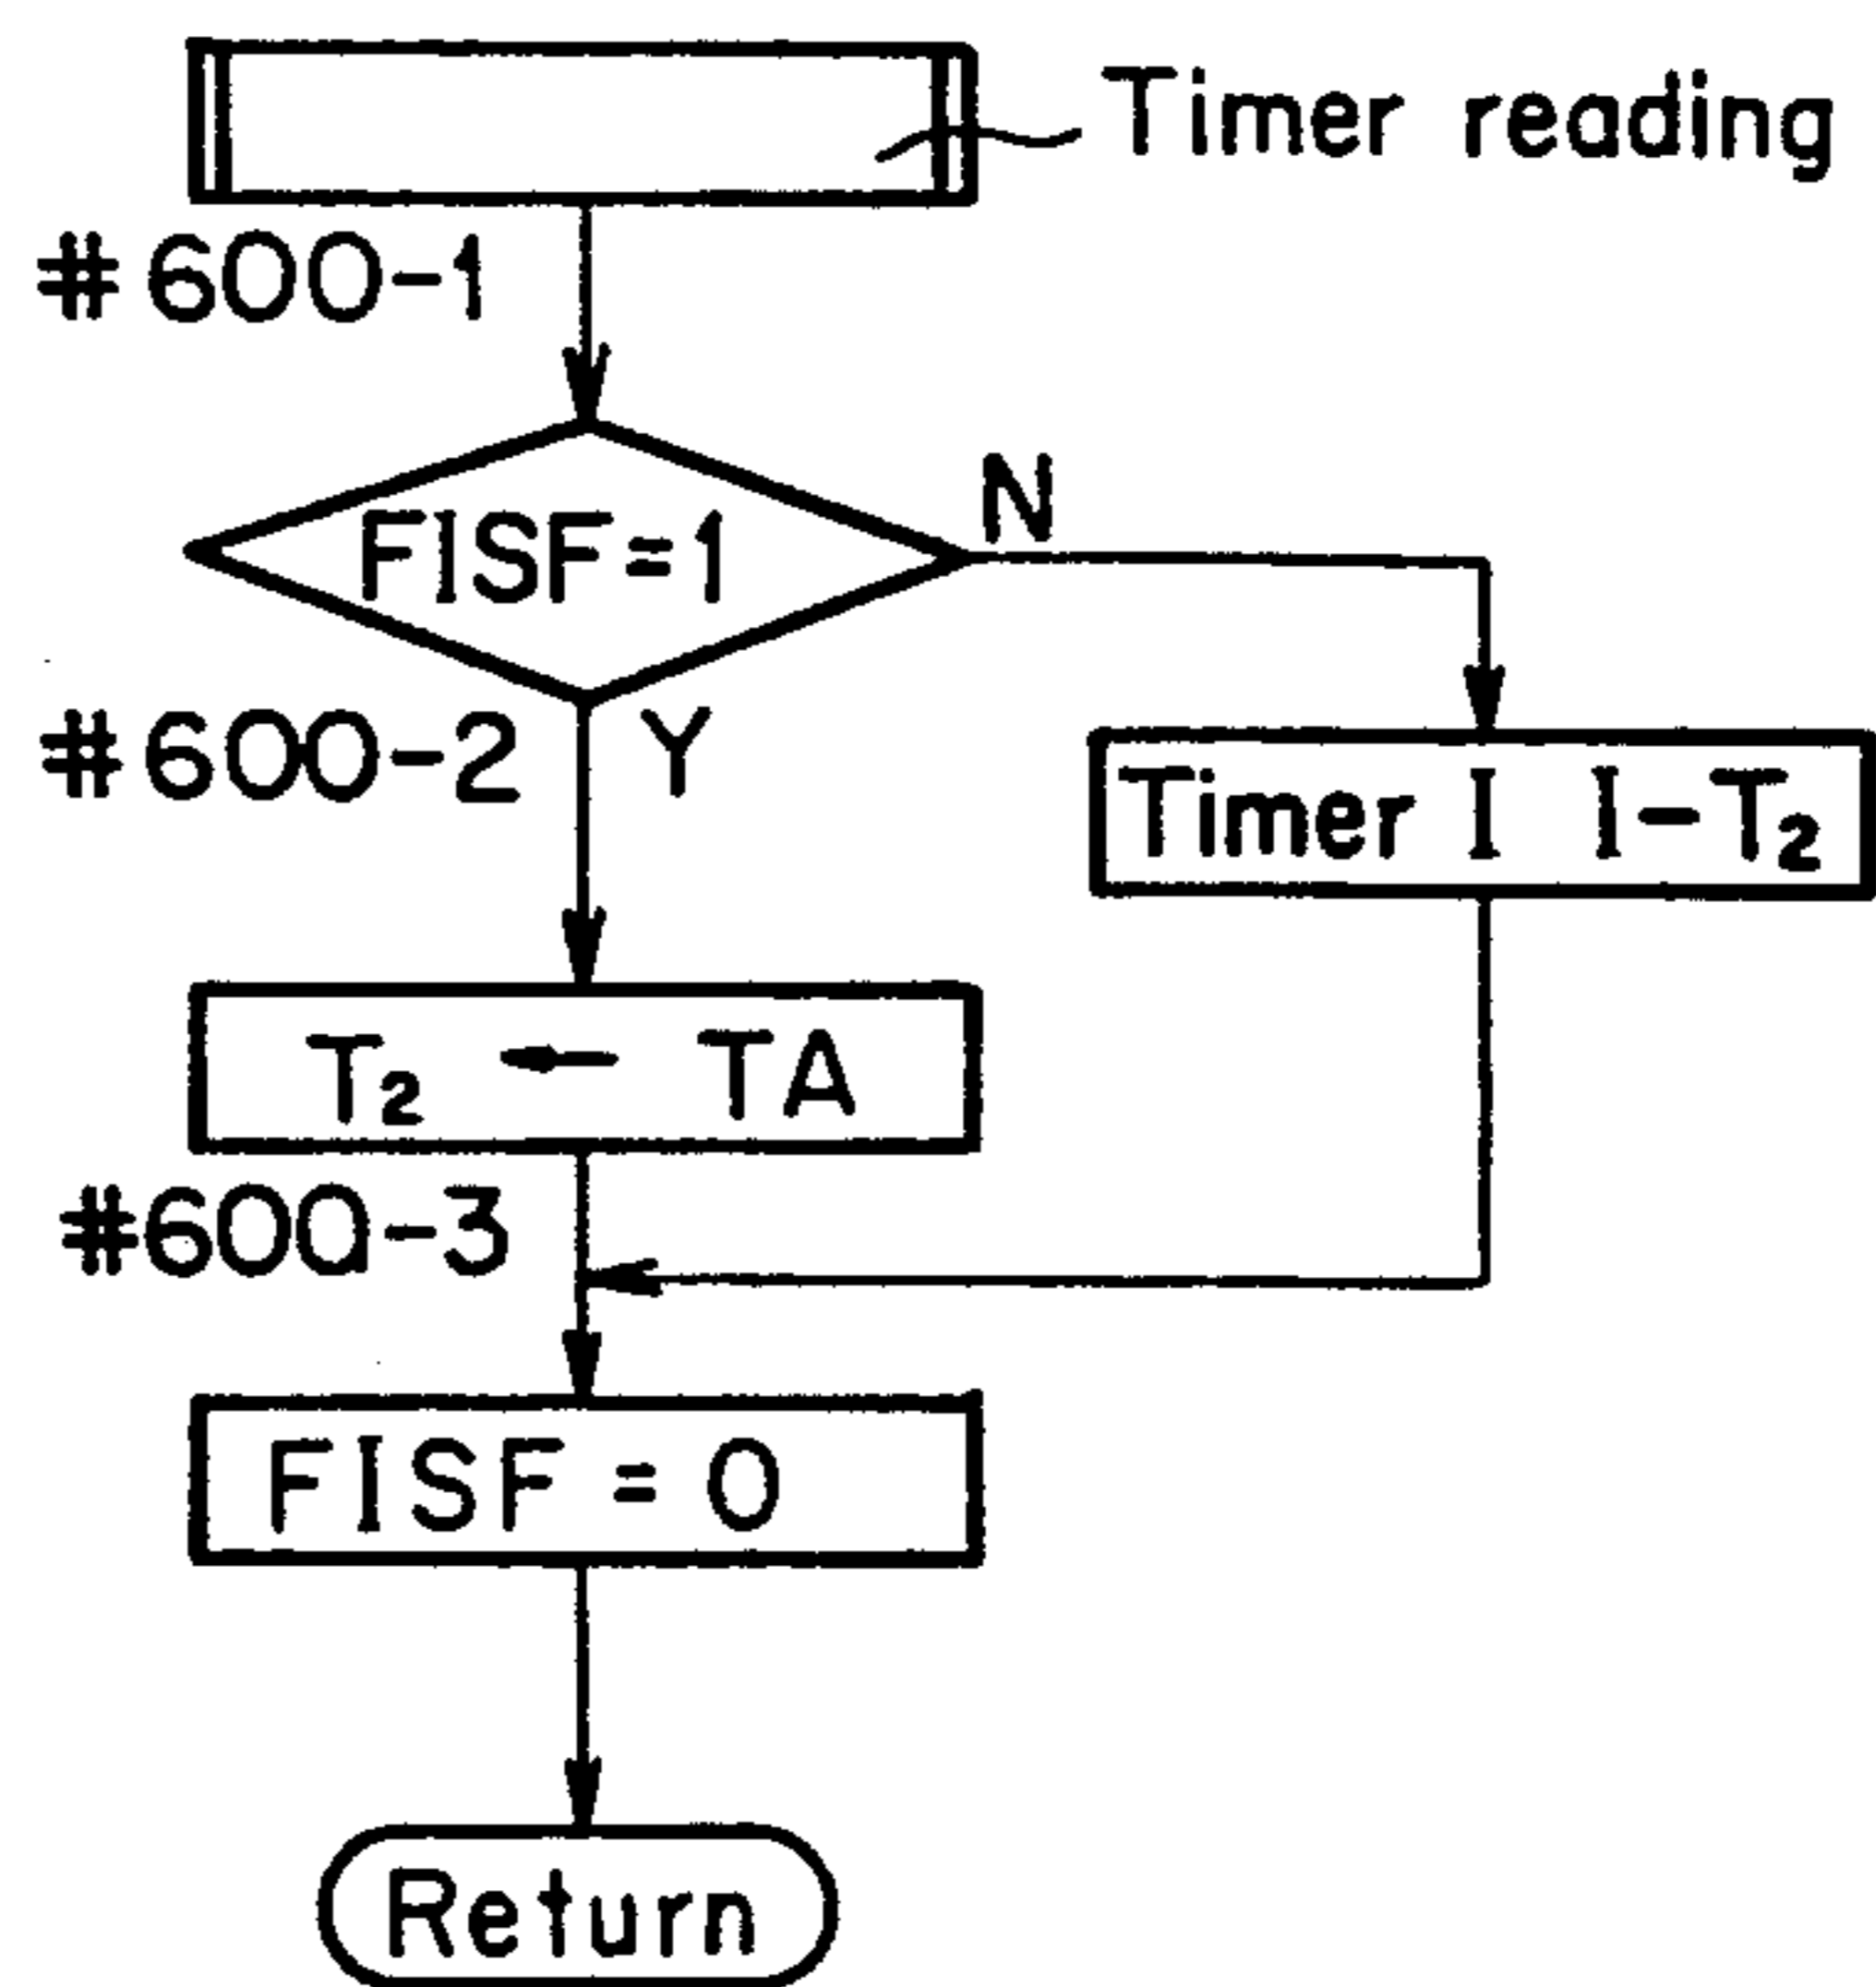 Timer reading
#600-1
FISF=1
N
#600-2
Y
Timer I I-T₂
T₂ ← TA
#600-3
FISF = 0
Return